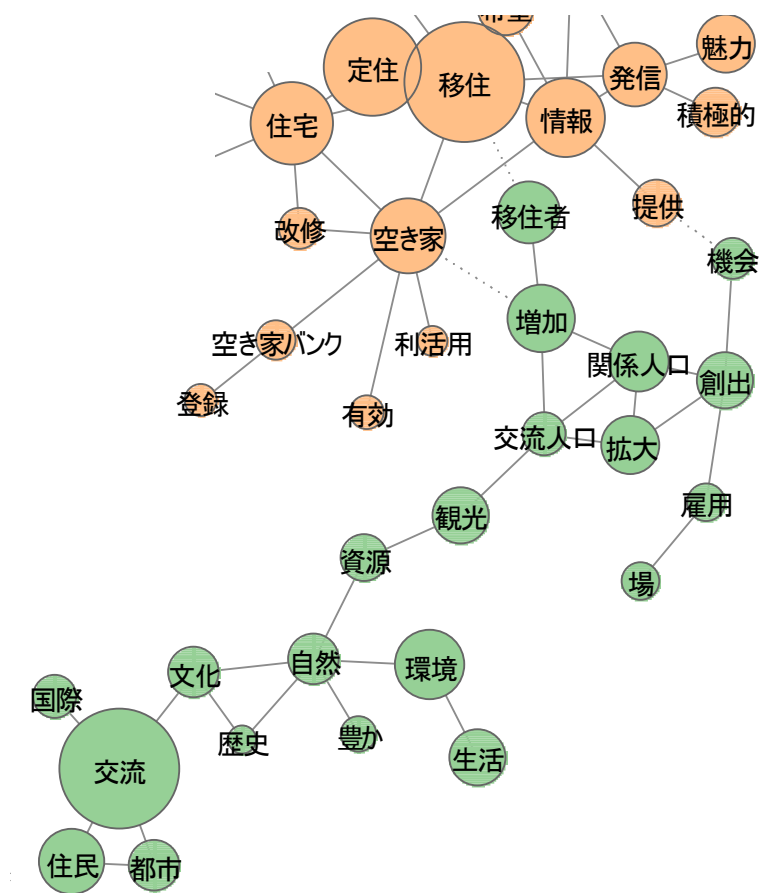 希望
魅力
定住
発信
移住
積極的
住宅
情報
移住者
提供
改修
空き家
機会
増加
空き家バンク
利活用
関係人口
創出
登録
有効
交流人口
拡大
雇用
観光
資源
場
自然
環境
文化
国際
歴史
豊か
生活
交流
住民
都市